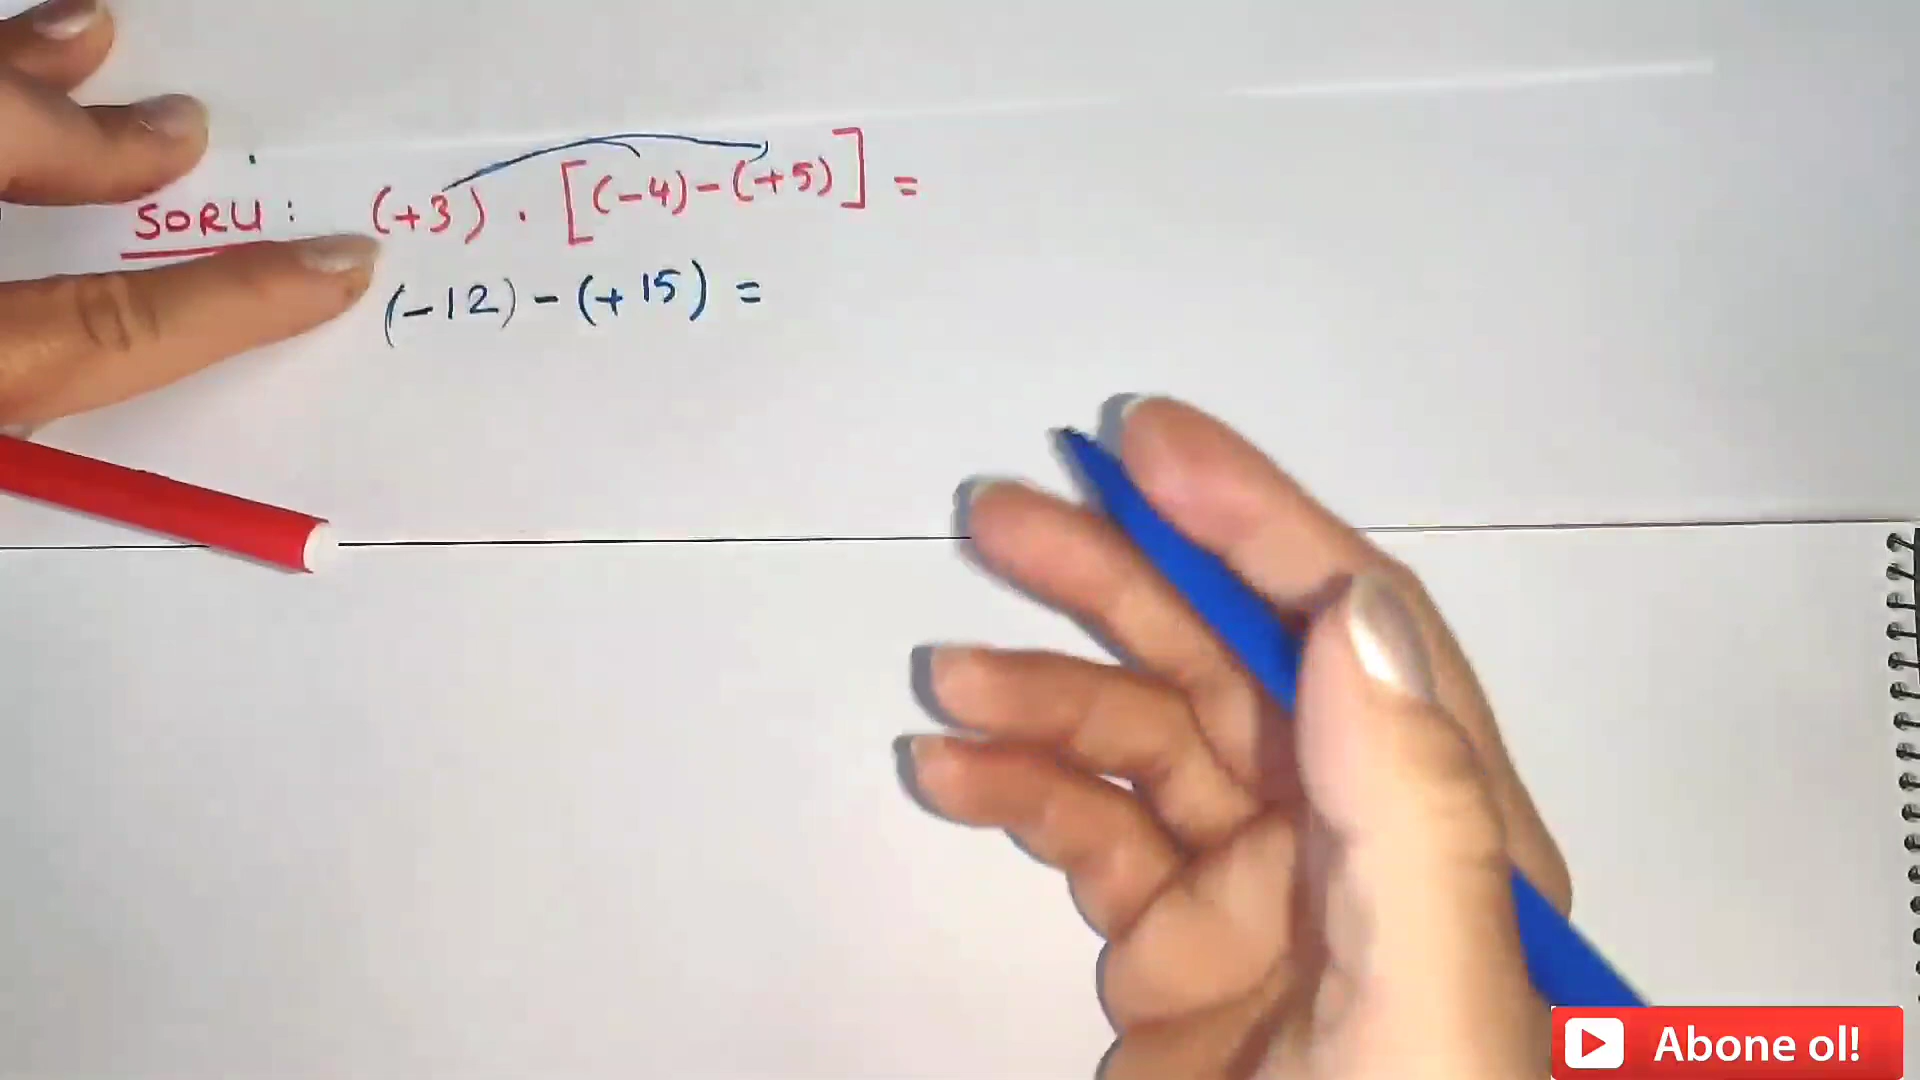 SORU : (+3) . [(-4)-(+5)] =
(-12)-(+15) =
Abone ol!